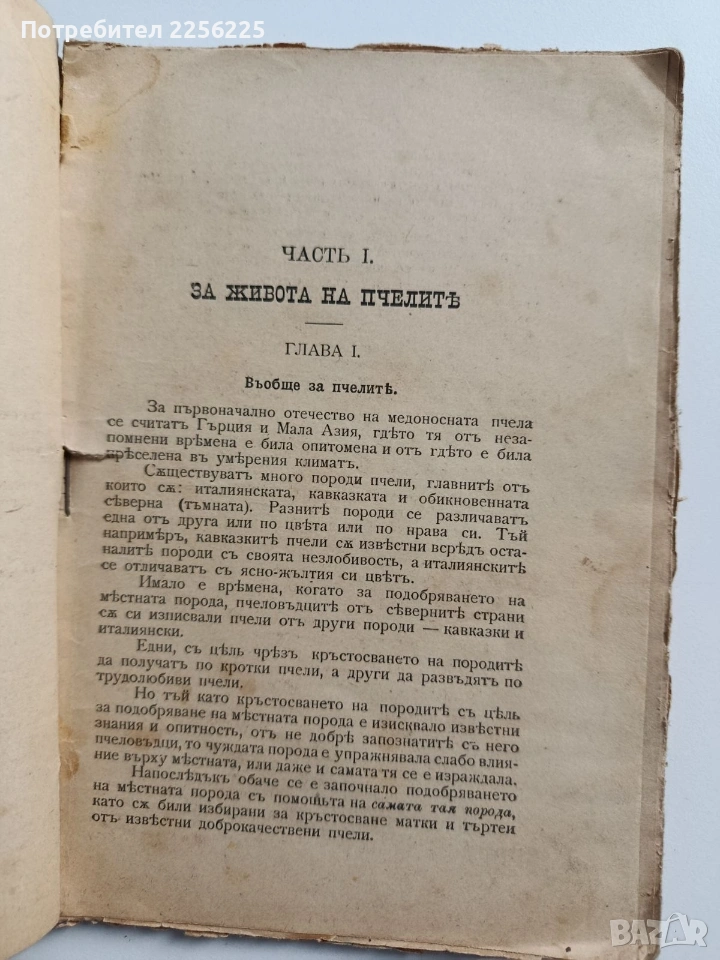 Потребител 2256225
ЧАСТЬ I.
ЗА ЖИВОТА НА ПЧЕЛИТѢ
ГЛАВА I.
Въобще за пчелитѣ.
За първоначално отечество на медоносната пчела
се считатъ Гърция и Мала Азия, гдѣто тя отъ неза-
помнени врѣмена е била опитомена и отъ гдѣто е била
прѣселена въ умѣрения климатъ.
Сѫществуватъ много породи пчели, главнитѣ отъ
които сѫ: италиянската, кавказката и обикновенната
сѣверна (тъмната). Разнитѣ породи се различаватъ
една отъ друга или по цвѣта или по нрава си. Тъй
напримѣръ, кавказкитѣ пчели сѫ извѣстни всрѣдъ оста-
налитѣ породи съ своята незлобивость, а италиянскитѣ
се отличаватъ съ ясно-жълтия си цвѣтъ.
Имало е врѣмена, когато за подобряването на
мѣстната порода, пчеловъдцитѣ отъ сѣвернитѣ страни
сѫ си изписвали пчели отъ други породи — кавказки и
италиянски.
Едни, съ цѣль чрѣзъ кръстосването на породитѣ
да получатъ по кротки пчели, а други да развъдятъ по
трудолюбиви пчели.
Но тъй като кръстосването на породитѣ съ цѣль
за подобряване на мѣстната порода е изисквало извѣстни
знания и опитность, отъ не добрѣ запознатитѣ съ него
пчеловъдци, то чуждата порода е упражнявала слабо влия-
ние върху мѣстната, или даже и самата тя се е израждала.
Напослѣдъкъ обаче се е започнало подобряването
на мѣстната порода съ помощьта на самата тая порода,
като сѫ били избирани за кръстосване матки и търтеи
отъ извѣстни доброкачествени пчели.
BAZAR